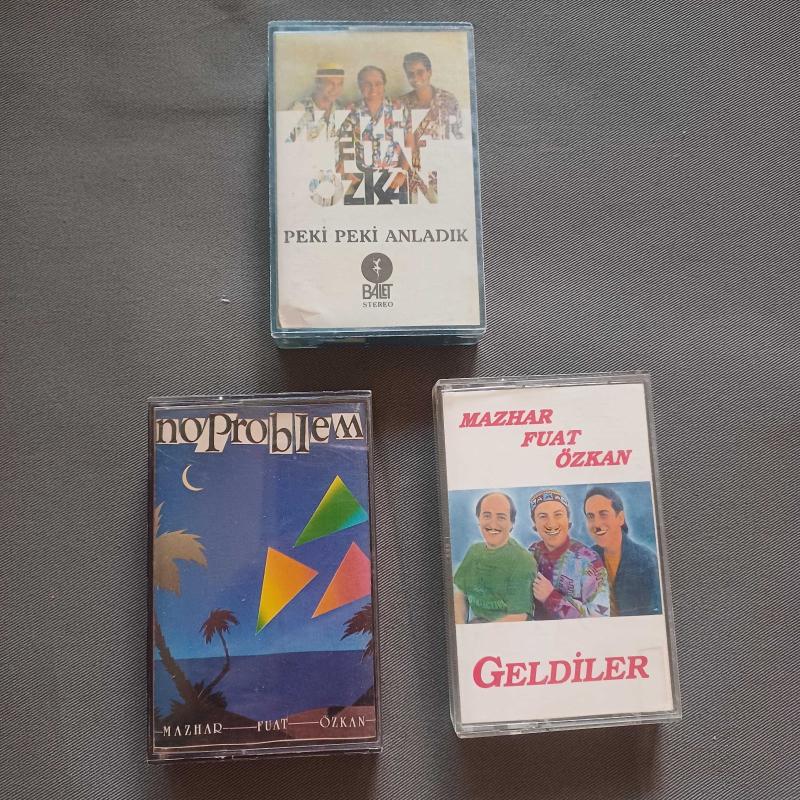 MAZHAR
FUAT
ÖZKAN
PEKİ PEKİ ANLADIK
BALET
STEREO
noproblem
MAZHAR FUAT ÖZKAN
MAZHAR
FUAT
ÖZKAN
GELDİLER